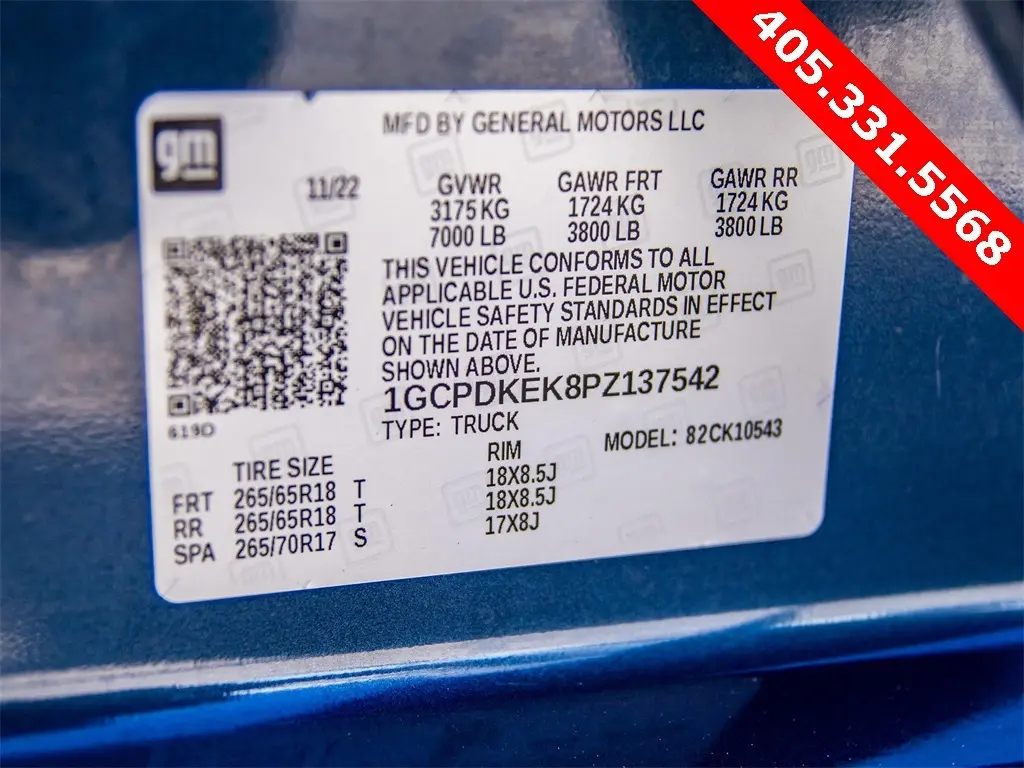 405.331.5568
gm
MFD BY GENERAL MOTORS LLC
11/22
GVWR GAWR FRT GAWR RR
3175 KG 1724 KG 1724 KG
7000 LB 3800 LB 3800 LB
THIS VEHICLE CONFORMS TO ALL
APPLICABLE U.S. FEDERAL MOTOR
VEHICLE SAFETY STANDARDS IN EFFECT
ON THE DATE OF MANUFACTURE
SHOWN ABOVE.
1GCPDKEK8PZ137542
619D
TYPE: TRUCK MODEL: 82CK10543
TIRE SIZE RIM
FRT 265/65R18 T 18X8.5J
RR 265/65R18 T 18X8.5J
SPA 265/70R17 S 17X8J